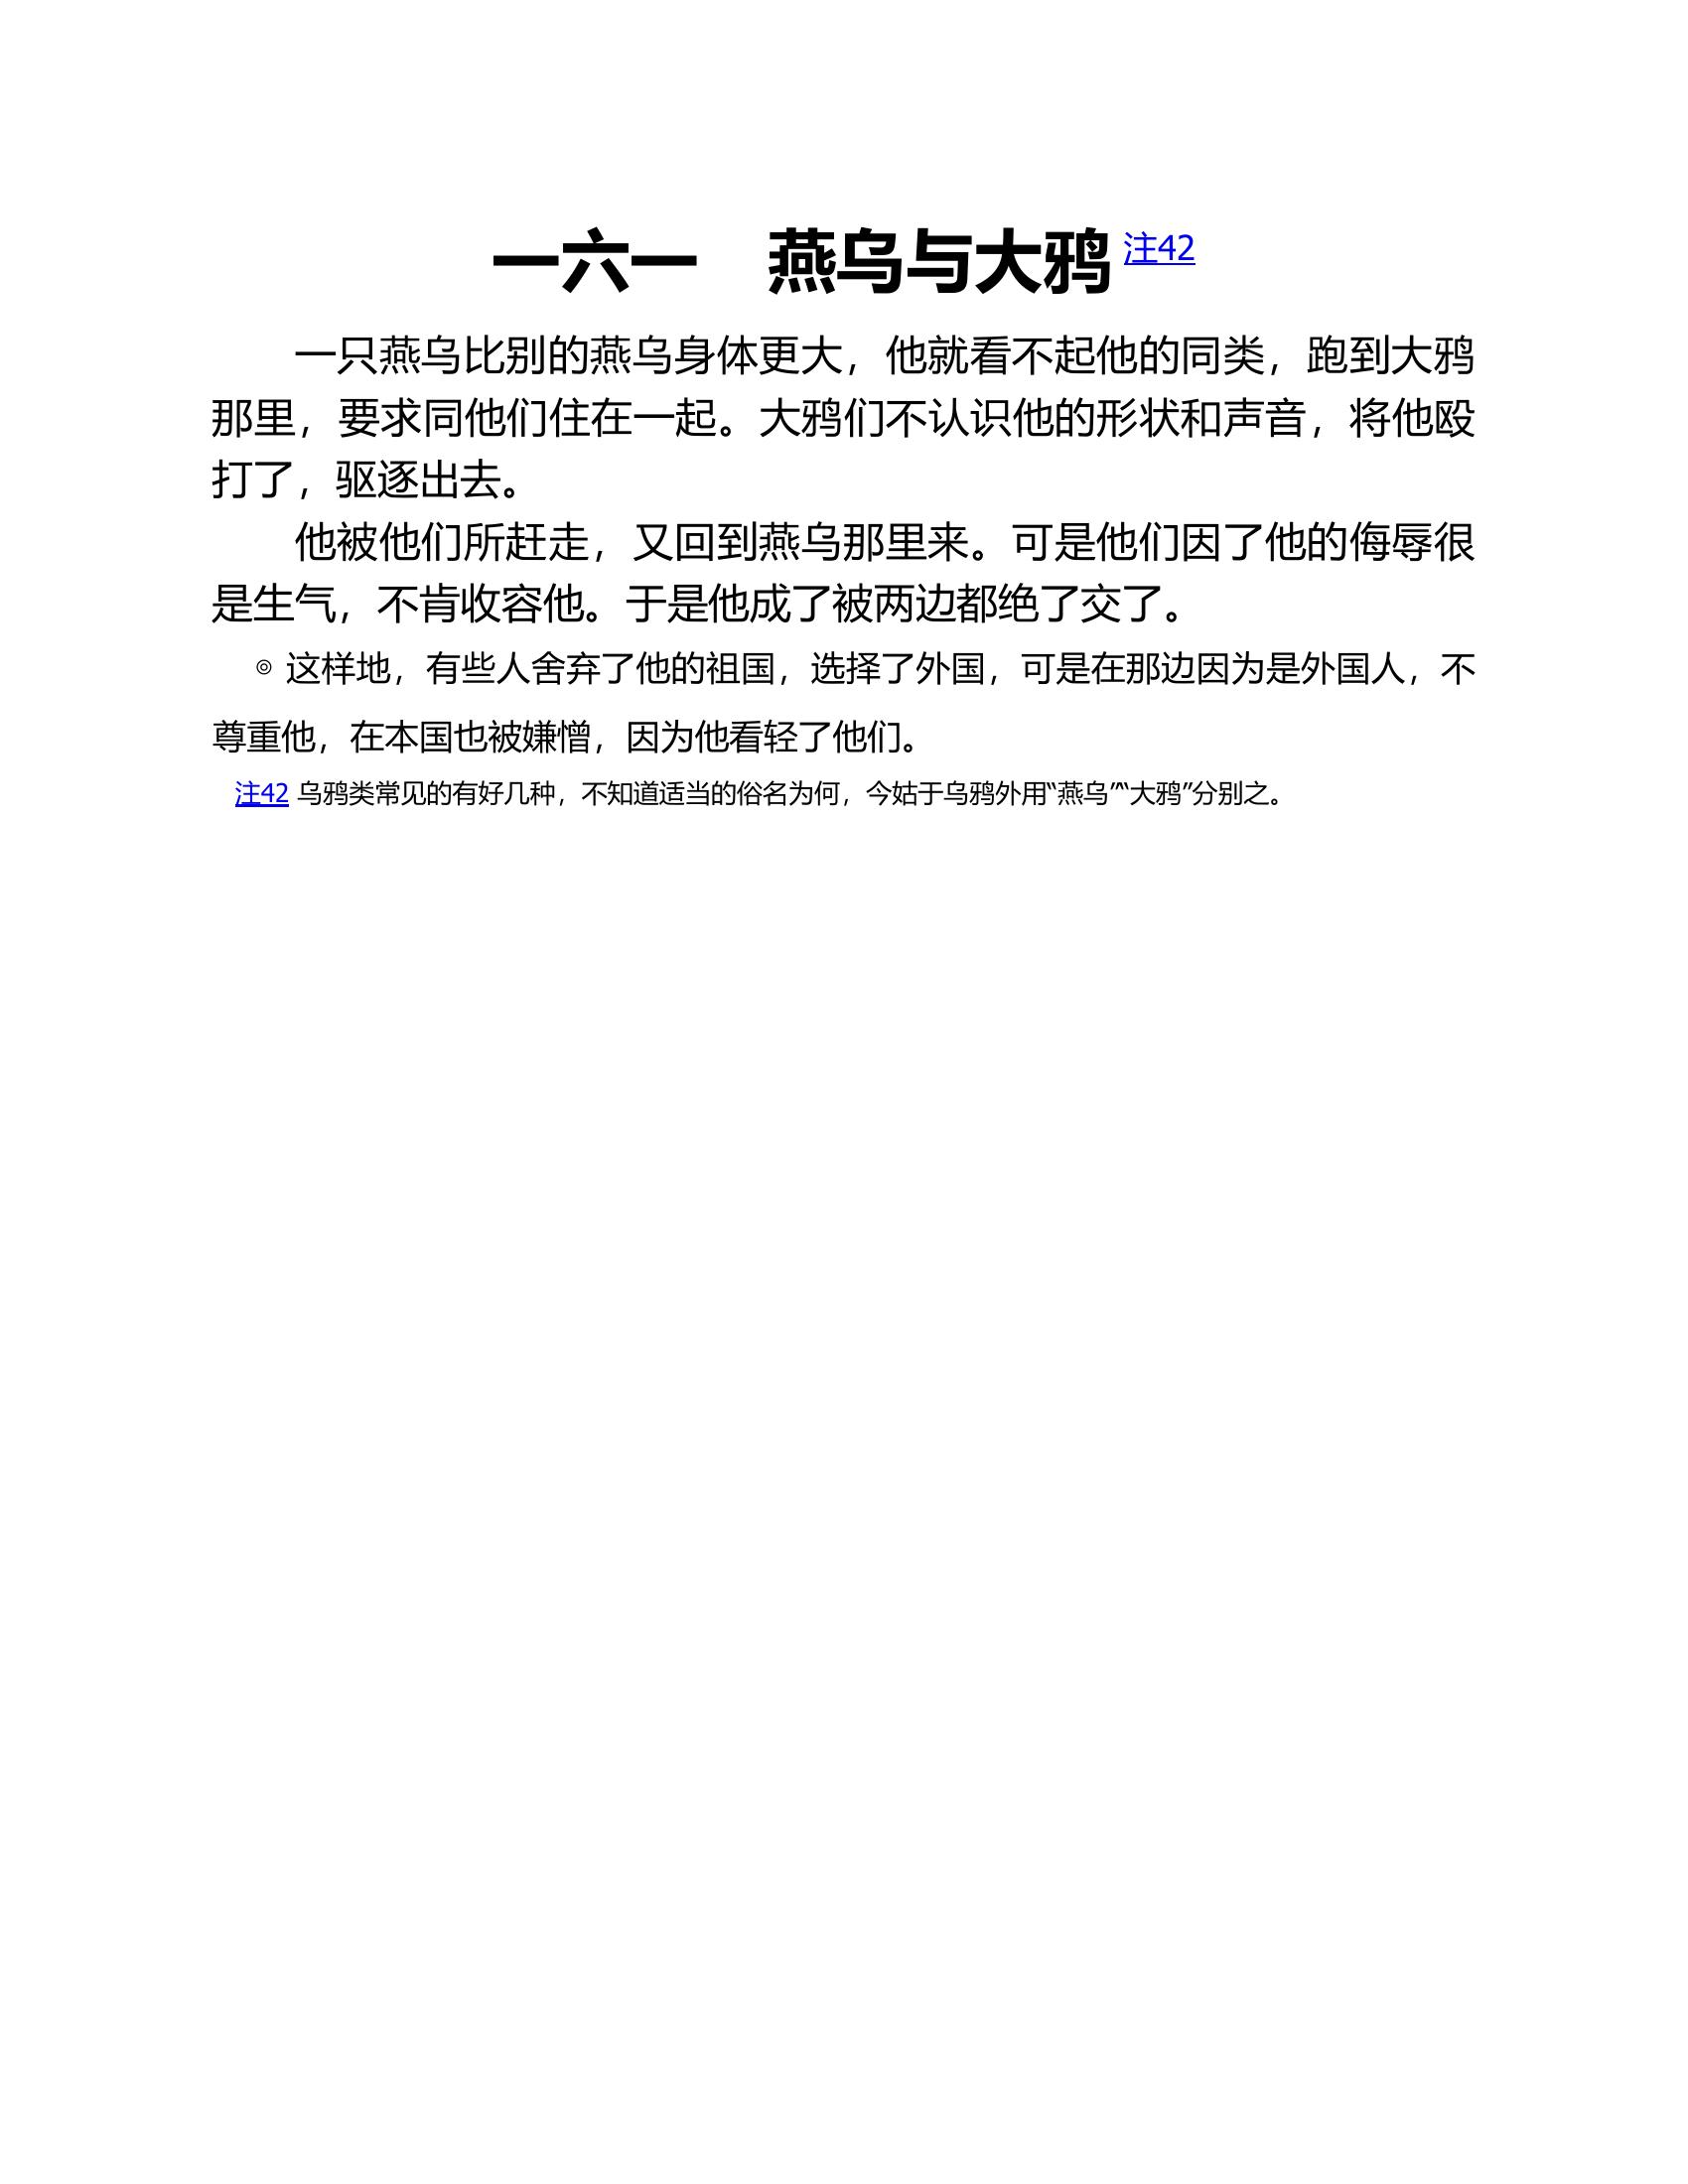 一六一　燕乌与大鸦 注42
一只燕乌比别的燕乌身体更大，他就看不起他的同类，跑到大鸦
那里，要求同他们住在一起。大鸦们不认识他的形状和声音，将他殴
打了，驱逐出去。
他被他们所赶走，又回到燕乌那里来。可是他们因了他的侮辱很
是生气，不肯收容他。于是他成了被两边都绝了交了。
◎ 这样地，有些人舍弃了他的祖国，选择了外国，可是在那边因为是外国人，不
尊重他，在本国也被嫌憎，因为他看轻了他们。
注42 乌鸦类常见的有好几种，不知道适当的俗名为何，今姑于乌鸦外用“燕乌”“大鸦”分别之。